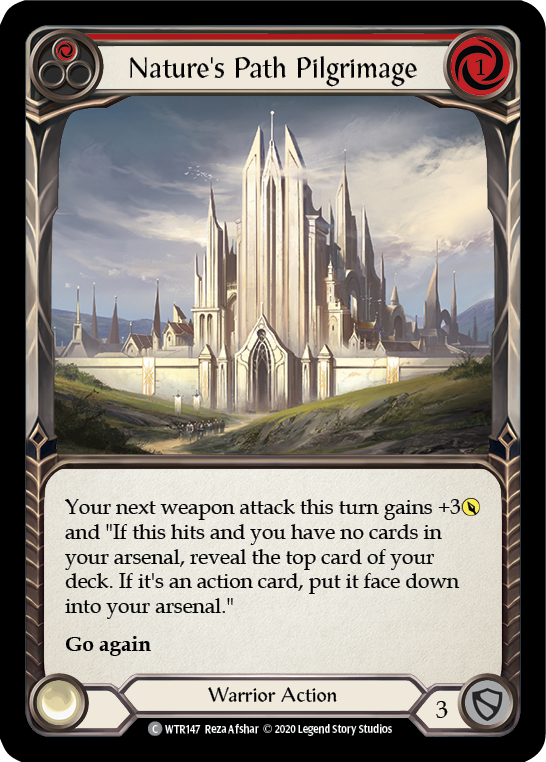 Nature's Path Pilgrimage
1
Your next weapon attack this turn gains +3
and "If this hits and you have no cards in
your arsenal, reveal the top card of your
deck. If it's an action card, put it face down
into your arsenal."
Go again
Warrior Action
3
C WTR147 Reza Afshar © 2020 Legend Story Studios